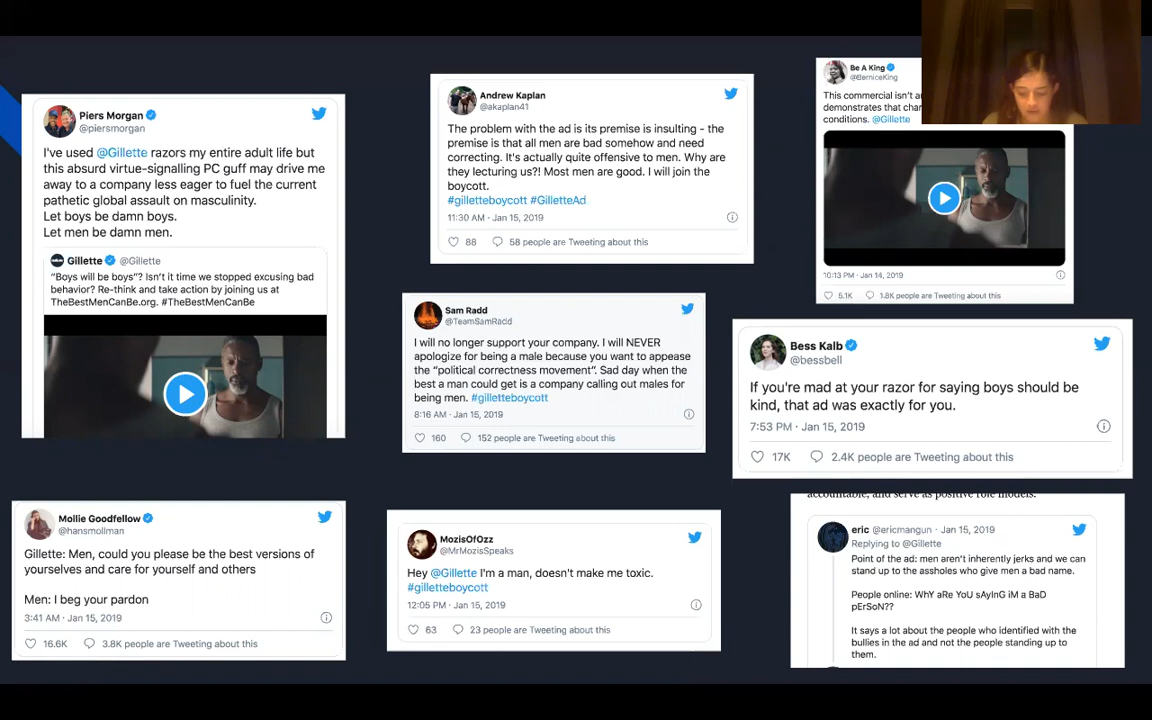 Piers Morgan
@piersmorgan
I've used @Gillette razors my entire adult life but
this absurd virtue-signalling PC guff may drive me
away to a company less eager to fuel the current
pathetic global assault on masculinity.
Let boys be damn boys.
Let men be damn men.
Gillette @Gillette
“Boys will be boys”? Isn't it time we stopped excusing bad
behavior? Re-think and take action by joining us at
TheBestMenCanBe.org. #TheBestMenCanBe
Andrew Kaplan
@akaplan41
The problem with the ad is its premise is insulting - the
premise is that all men are bad somehow and need
correcting. It's actually quite offensive to men. Why are
they lecturing us?! Most men are good. I will join the
boycott.
#gilletteboycott #GilletteAd
11:30 AM · Jan 15, 2019
88 58 people are Tweeting about this
Be A King
@BerniceKing
This commercial isn't
demonstrates that
conditions. @Gillette
10:13 PM · Jan 14, 2019
5.1K 1.8K people are Tweeting about this
Sam Radd
@TeamSamRadd
I will no longer support your company. I will NEVER
apologize for being a male because you want to appease
the “political correctness movement”. Sad day when the
best a man could get is a company calling out males for
being men. #gilletteboycott
8:16 AM · Jan 15, 2019
160 152 people are Tweeting about this
Bess Kalb
@bessbell
If you're mad at your razor for saying boys should be
kind, that ad was exactly for you.
7:53 PM · Jan 15, 2019
17K 2.4K people are Tweeting about this
Mollie Goodfellow
@hansmollman
Gillette: Men, could you please be the best versions of
yourselves and care for yourself and others
Men: I beg your pardon
3:41 AM · Jan 15, 2019
16.6K 3.8K people are Tweeting about this
MozisOfOzz
@MrMozisSpeaks
Hey @Gillette I'm a man, doesn't make me toxic.
#gilletteboycott
12:05 PM · Jan 15, 2019
63 23 people are Tweeting about this
accountable, and serve as positive role models.
eric @ericmangun · Jan 15, 2019
Replying to @Gillette
Point of the ad: men aren't inherently jerks and we can
stand up to the assholes who give men a bad name.
People online: WhY aRe YoU sAyInG iM a BaD
pErSoN??
It says a lot about the people who identified with the
bullies in the ad and not the people standing up to
them.